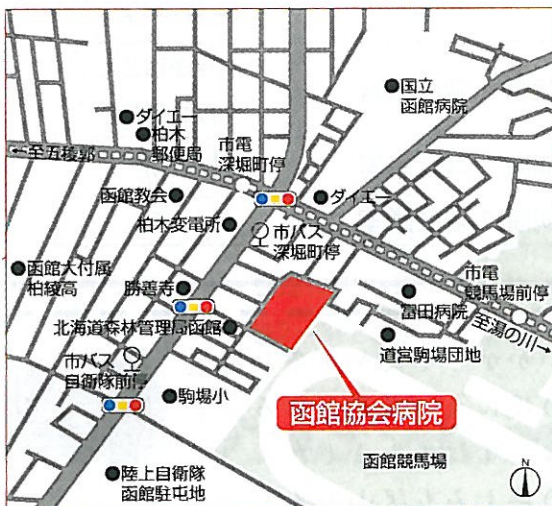 国立
函館病院
ダイエー
柏木
郵便局
市電
深堀町停
←至五稜郭
函館教会
ダイエー
柏木変電所
市バス
深堀町停
函館大付属
柏綾高
勝善寺
市電
競馬場前停
冨田病院
至湯の川→
北海道森林管理局函館
道営駒場団地
市バス
自衛隊前停
駒場小
函館協会病院
函館競馬場
陸上自衛隊
函館駐屯地
N